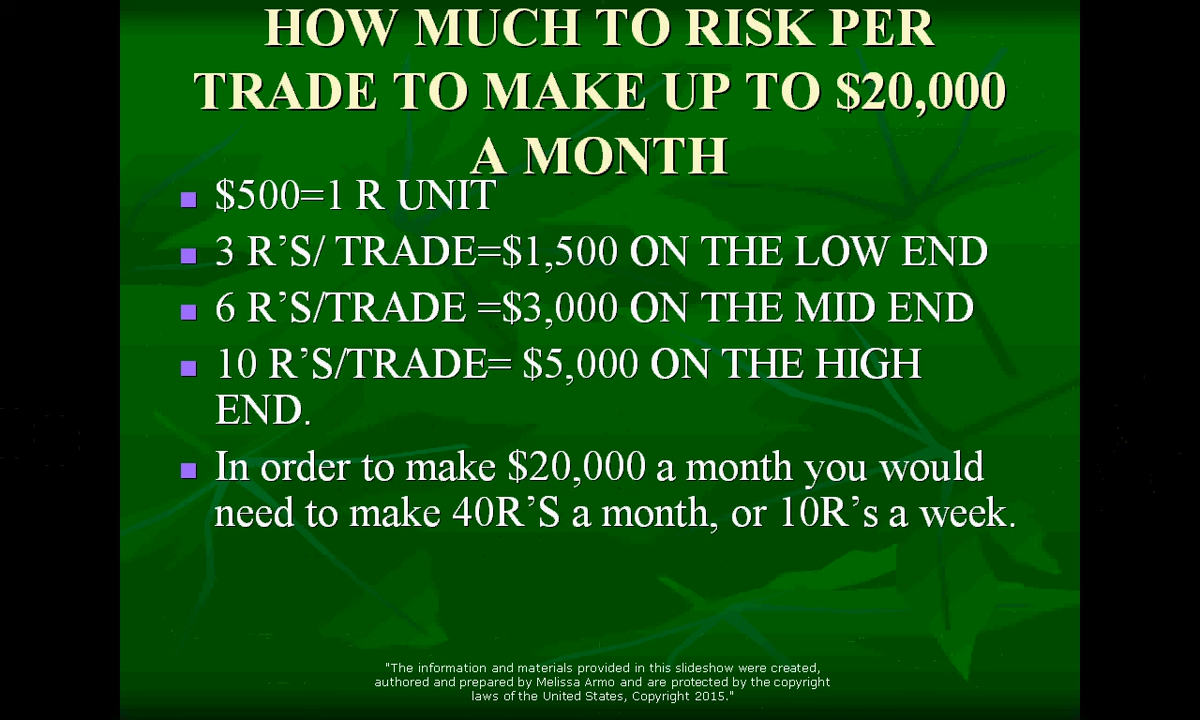 HOW MUCH TO RISK PER
TRADE TO MAKE UP TO $20,000
A MONTH
$500=1 R UNIT
3 R’S/ TRADE=$1,500 ON THE LOW END
6 R’S/TRADE =$3,000 ON THE MID END
10 R’S/TRADE= $5,000 ON THE HIGH
END.
In order to make $20,000 a month you would
need to make 40R’S a month, or 10R’s a week.
"The information and materials provided in this slideshow were created,
authored and prepared by Melissa Armo and are protected by the copyright
laws of the United States, Copyright 2015."